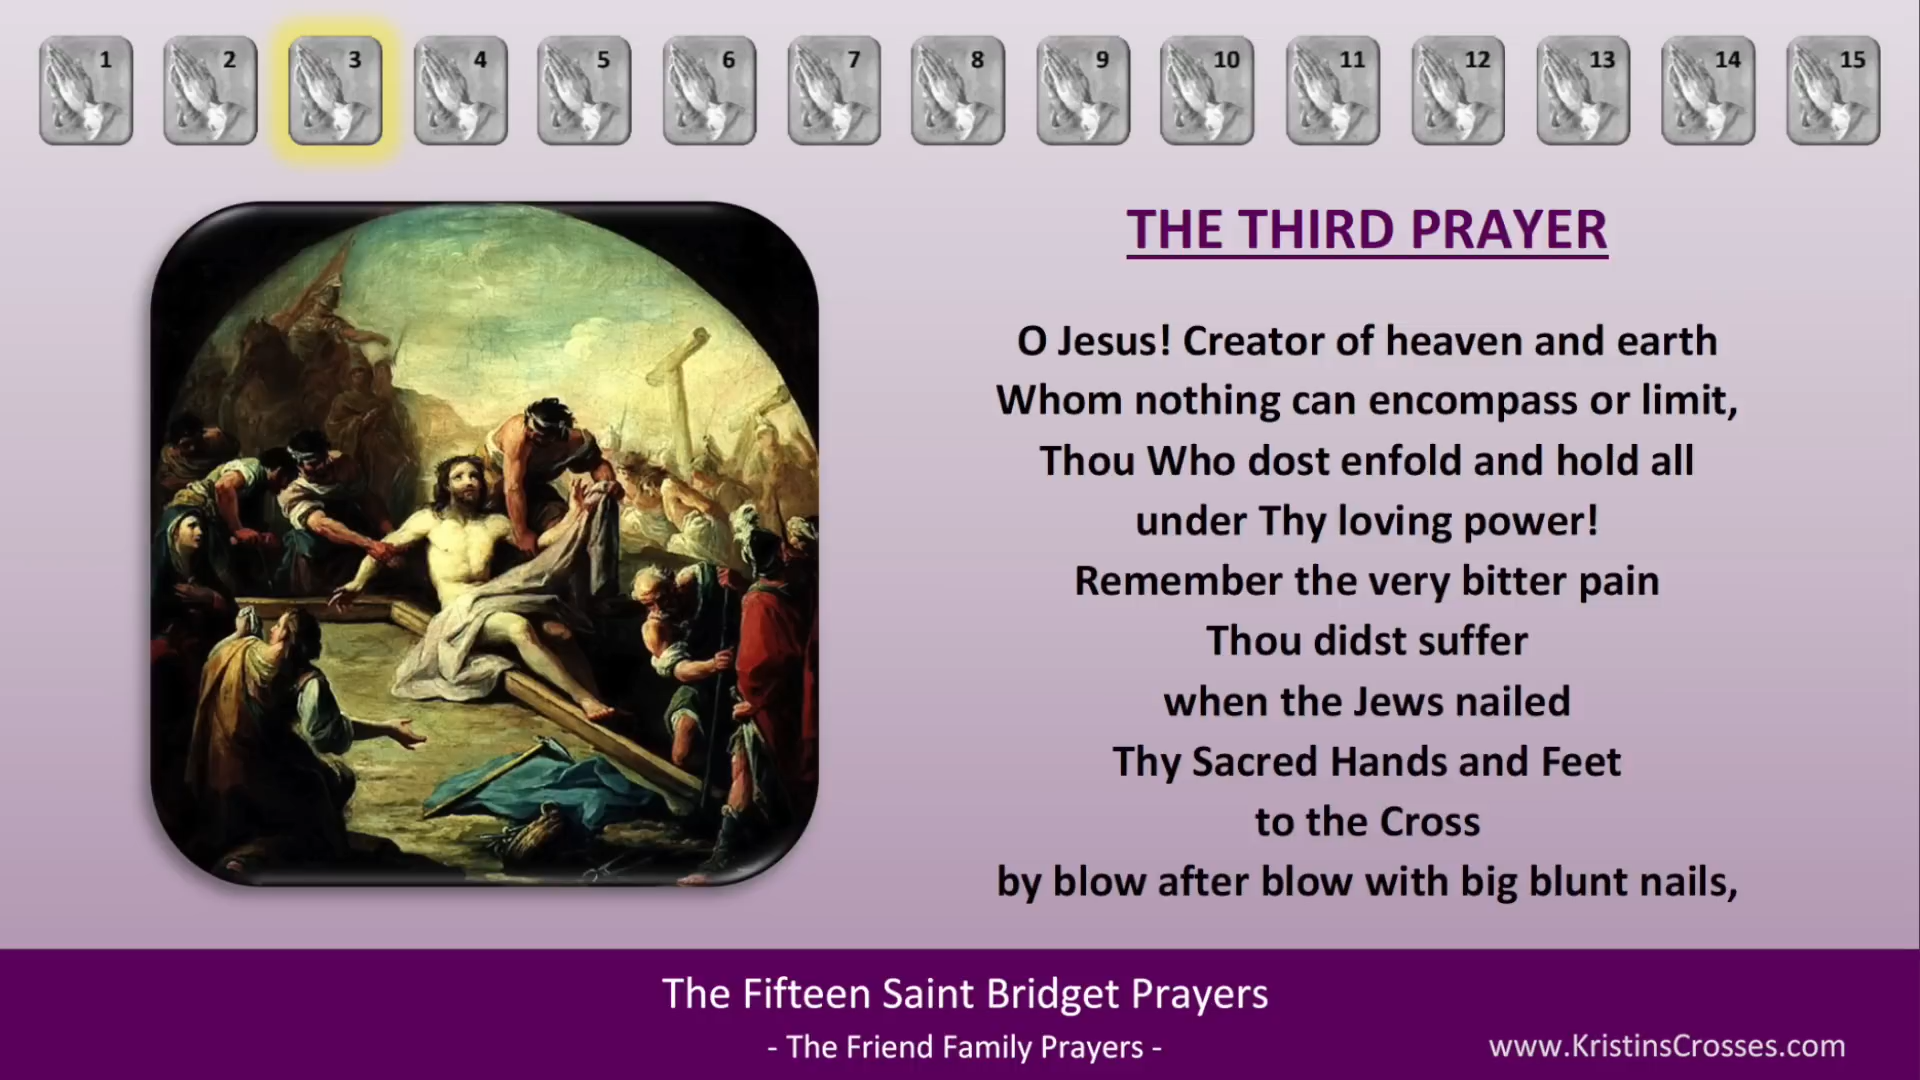 1 2 3 4 5 6 7 8 9 10 11 12 13 14 15
THE THIRD PRAYER
O Jesus! Creator of heaven and earth
Whom nothing can encompass or limit,
Thou Who dost enfold and hold all
under Thy loving power!
Remember the very bitter pain
Thou didst suffer
when the Jews nailed
Thy Sacred Hands and Feet
to the Cross
by blow after blow with big blunt nails,
The Fifteen Saint Bridget Prayers
- The Friend Family Prayers -
www.KristinsCrosses.com